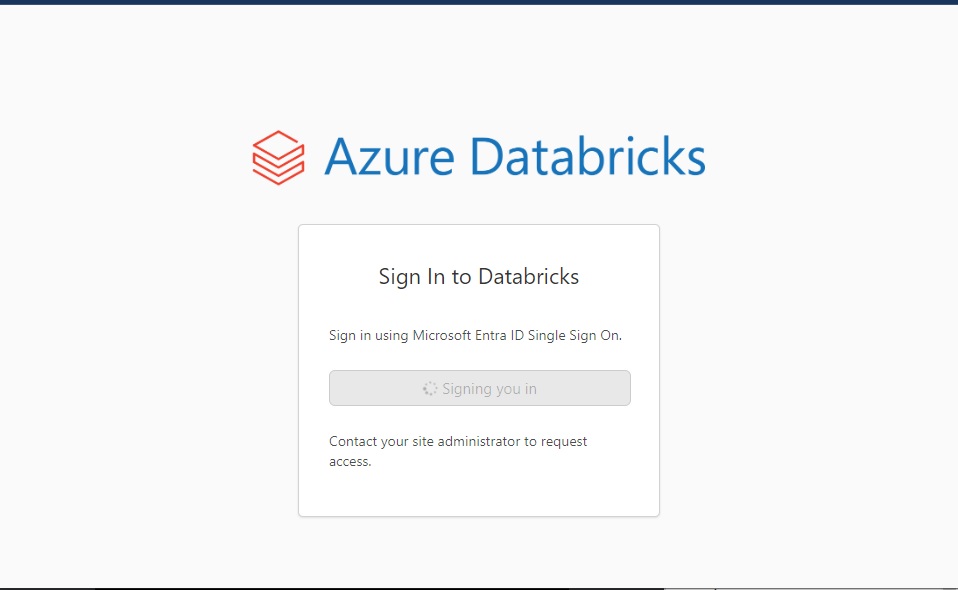 Azure Databricks
Sign In to Databricks
Sign in using Microsoft Entra ID Single Sign On.
Signing you in
Contact your site administrator to request
access.